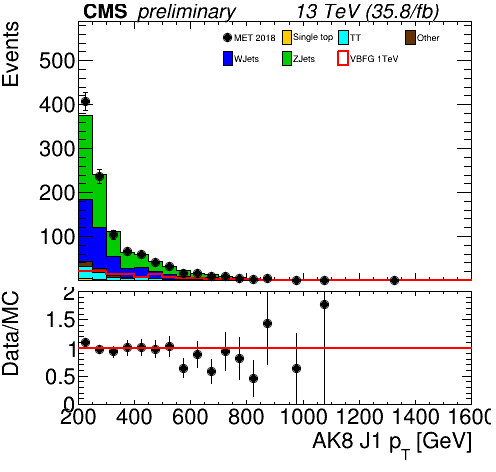 CMS preliminary 13 TeV (35.8/fb)
Events
MET 2018 Single top TT Other
WJets ZJets VBFG 1TeV
500
400
300
200
100
Data/MC
2
1.5
1
0.5
0
200 400 600 800 1000 1200 1400 1600
AK8 J1 p_T [GeV]